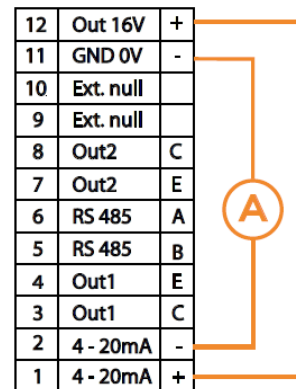 12 Out 16V +
11 GND 0V -
10 Ext. null
9 Ext. null
8 Out2 C
7 Out2 E
6 RS 485 A
5 RS 485 B
4 Out1 E
3 Out1 C
2 4 - 20mA -
1 4 - 20mA +
A